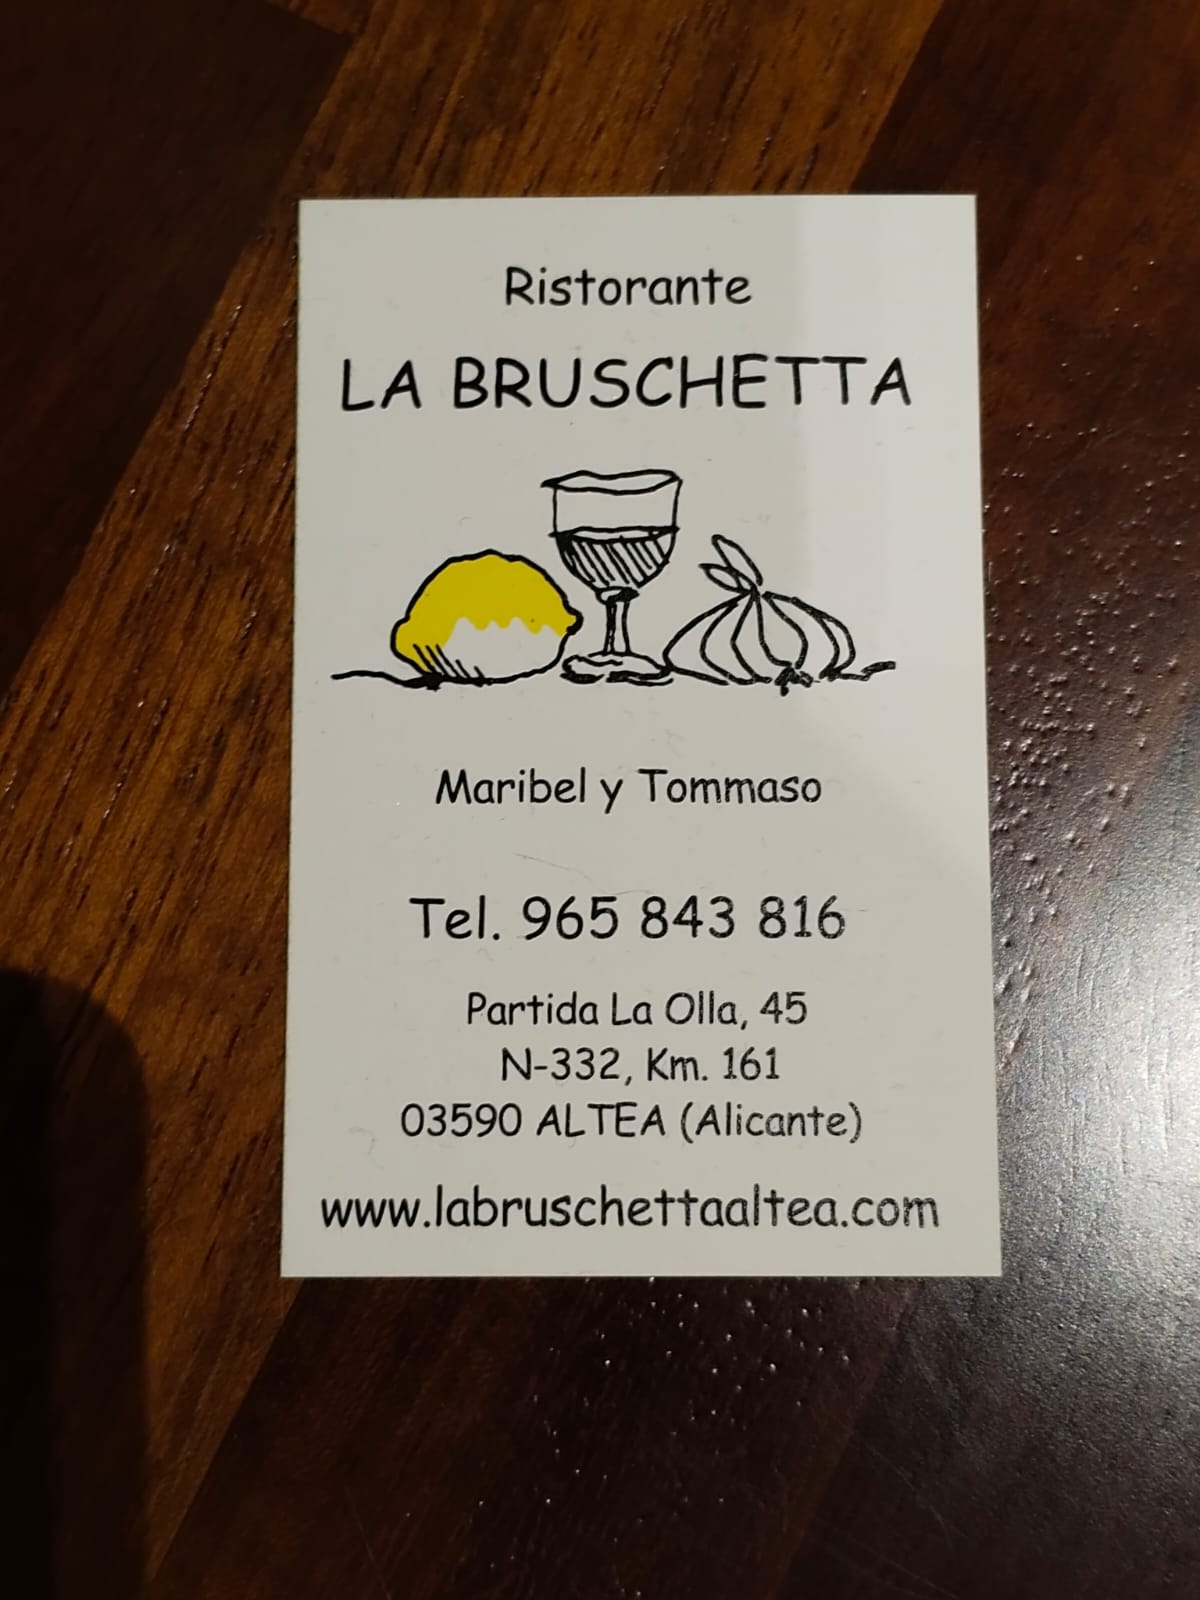 Ristorante
LA BRUSCHETTA
Maribel y Tommaso
Tel. 965 843 816
Partida La Olla, 45
N-332, Km. 161
03590 ALTEA (Alicante)
www.labruschettaaltea.com